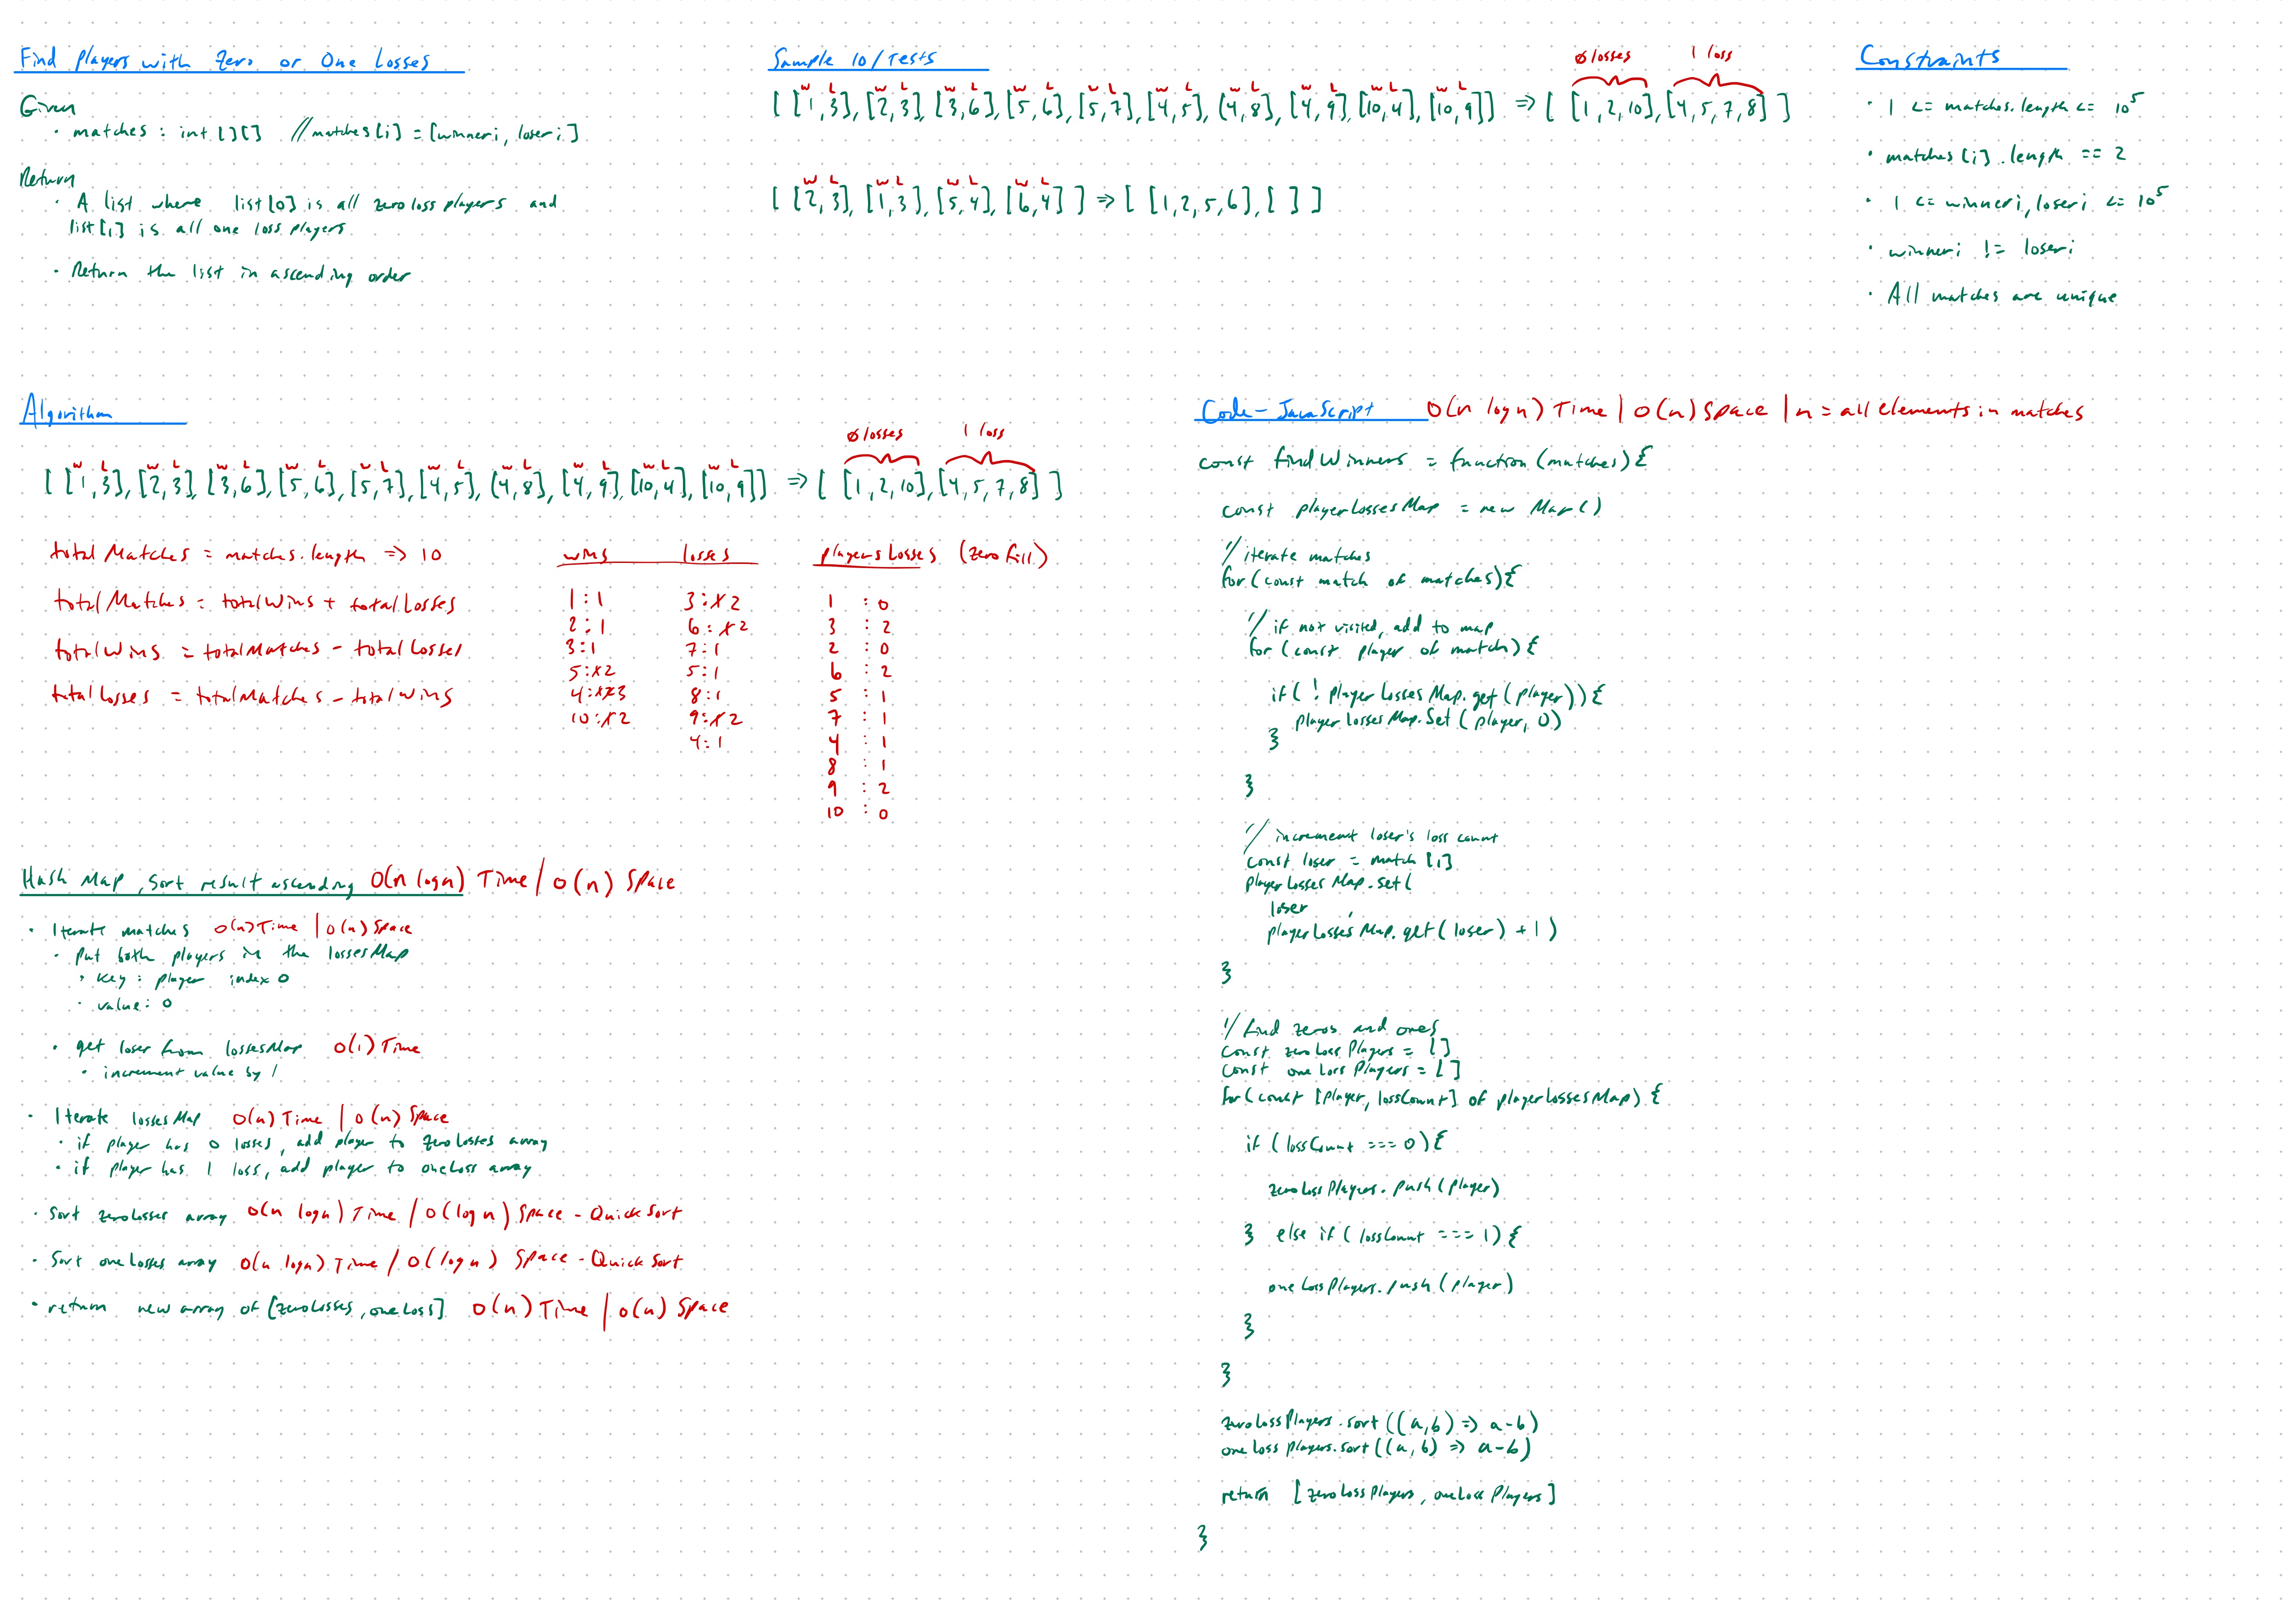 Find Players with Zero or One Losses
Given
· matches : int [][] //matches[i] = [winneri, loseri]
Return
· A list where list[0] is all zero loss players and
list[1] is all one loss players
· Return the list in ascending order
Sample IO/Tests
W L W L W L W L W L W L W L W L W L W L
0 losses 1 loss
[ [1,3], [2,3], [3,6], [5,6], [5,7], [4,5], [4,8], [4,9], [10,4], [10,9]] => [ [1,2,10], [4,5,7,8] ]
W L W L W L W L
[ [2,3], [1,3], [5,4], [6,4] ] => [ [1,2,5,6], [ ] ]
Constraints
· 1 <= matches.length <= 10^5
· matches[i].length == 2
· 1 <= winneri, loseri <= 10^5
· winneri != loseri
· All matches are unique
Algorithm
0 losses 1 loss
W L W L W L W L W L W L W L W L W L W L
[ [1,3], [2,3], [3,6], [5,6], [5,7], [4,5], [4,8], [4,9], [10,4], [10,9]] => [ [1,2,10], [4,5,7,8] ]
total Matches = matches.length => 10
total Matches = totalWins + total Losses
totalWins = totalMatches - total Losses
total Losses = totalMatches - totalWins
wins losses
1:1 3:1 2
2:1 6:1 2
3:1 7:1
5:1 2 5:1
4:1 2 3 8:1
10:1 2 9:1 2
4:1
players Losses (zero fill)
1 : 0
3 : 2
2 : 0
6 : 2
5 : 1
7 : 1
4 : 1
8 : 1
9 : 2
10 : 0
Hash Map, Sort result ascending O(n logn) Time / O(n) Space
· Iterate matches O(n) Time | O(n) Space
· Put both players in the lossesMap
· Key: player index 0
· value: 0
· get loser from lossesMap O(1) Time
· increment value by 1
· Iterate lossesMap O(n) Time | O(n) Space
· if player has 0 losses, add player to zeroLosses array
· if player has 1 loss, add player to oneLoss array
· Sort zeroLosses array O(n logn) Time / O(logn) Space - QuickSort
· Sort oneLosses array O(n logn) Time / O(logn) Space - Quick Sort
· return new array of [zeroLosses, oneLoss] O(n) Time | O(n) Space
Code - JavaScript O(n logn) Time | O(n) Space | n = all elements in matches
const findWinners = function(matches){
const playerLossesMap = new Map()
// iterate matches
for(const match of matches){
// if not visited, add to map
for (const player of match){
if( ! playerLossesMap.get(player)){
playerLossesMap.set(player, 0)
}
}
// increment loser's loss count
const loser = match[1]
playerLossesMap.set(
loser ,
playerLossesMap.get(loser) + 1 )
}
// find zeros and ones
const zeroLossPlayers = []
const oneLossPlayers = []
for(const [player, lossCount] of playerLossesMap) {
if (lossCount === 0){
zeroLossPlayers.push(player)
} else if (lossCount === 1){
oneLossPlayers.push(player)
}
}
zeroLossPlayers.sort((a,b) => a-b)
oneLossPlayers.sort((a,b) => a-b)
return [zeroLossPlayers, oneLossPlayers]
}